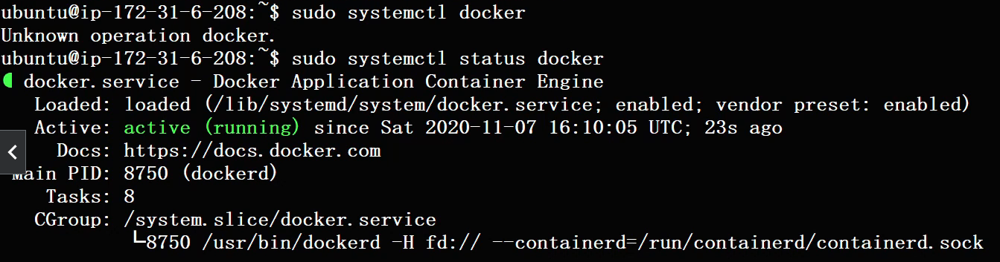 ubuntu@ip-172-31-6-208:~$ sudo systemctl docker
Unknown operation docker.
ubuntu@ip-172-31-6-208:~$ sudo systemctl status docker
● docker.service - Docker Application Container Engine
Loaded: loaded (/lib/systemd/system/docker.service; enabled; vendor preset: enabled)
Active: active (running) since Sat 2020-11-07 16:10:05 UTC; 23s ago
Docs: https://docs.docker.com
Main PID: 8750 (dockerd)
Tasks: 8
CGroup: /system.slice/docker.service
└─8750 /usr/bin/dockerd -H fd:// --containerd=/run/containerd/containerd.sock